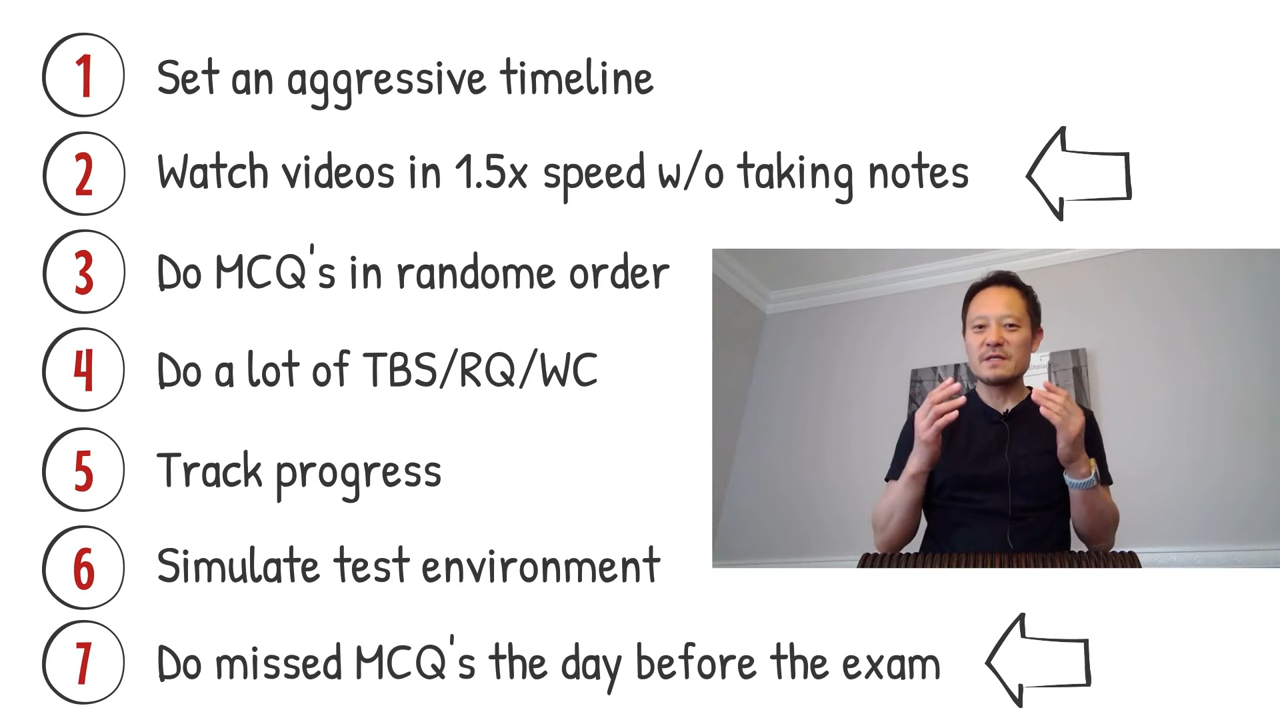 1 Set an aggressive timeline
2 Watch videos in 1.5x speed w/o taking notes
3 Do MCQ's in randome order
4 Do a lot of TBS/RQ/WC
5 Track progress
6 Simulate test environment
7 Do missed MCQ's the day before the exam